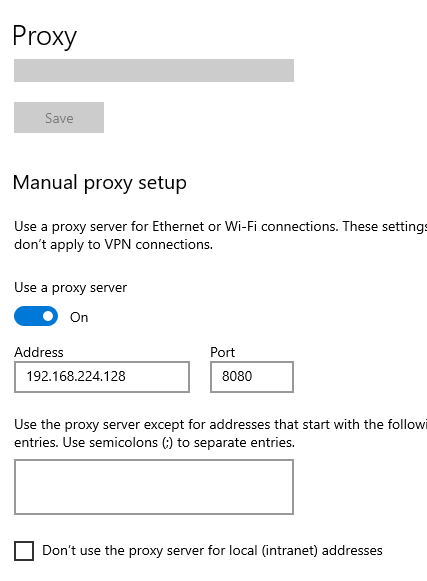 Proxy
Save
Manual proxy setup
Use a proxy server for Ethernet or Wi-Fi connections. These settings
don’t apply to VPN connections.
Use a proxy server
On
Address Port
192.168.224.128 8080
Use the proxy server except for addresses that start with the followi
entries. Use semicolons (;) to separate entries.
Don’t use the proxy server for local (intranet) addresses